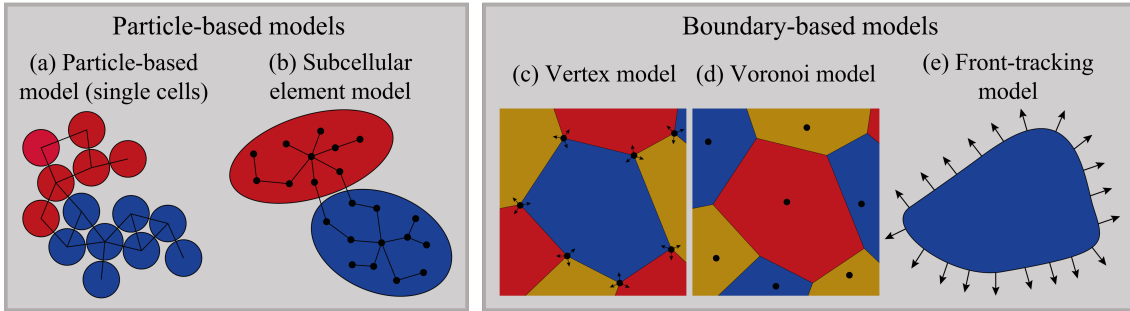 Particle-based models
(a) Particle-based
model (single cells)
(b) Subcellular
element model
Boundary-based models
(c) Vertex model
(d) Voronoi model
(e) Front-tracking
model